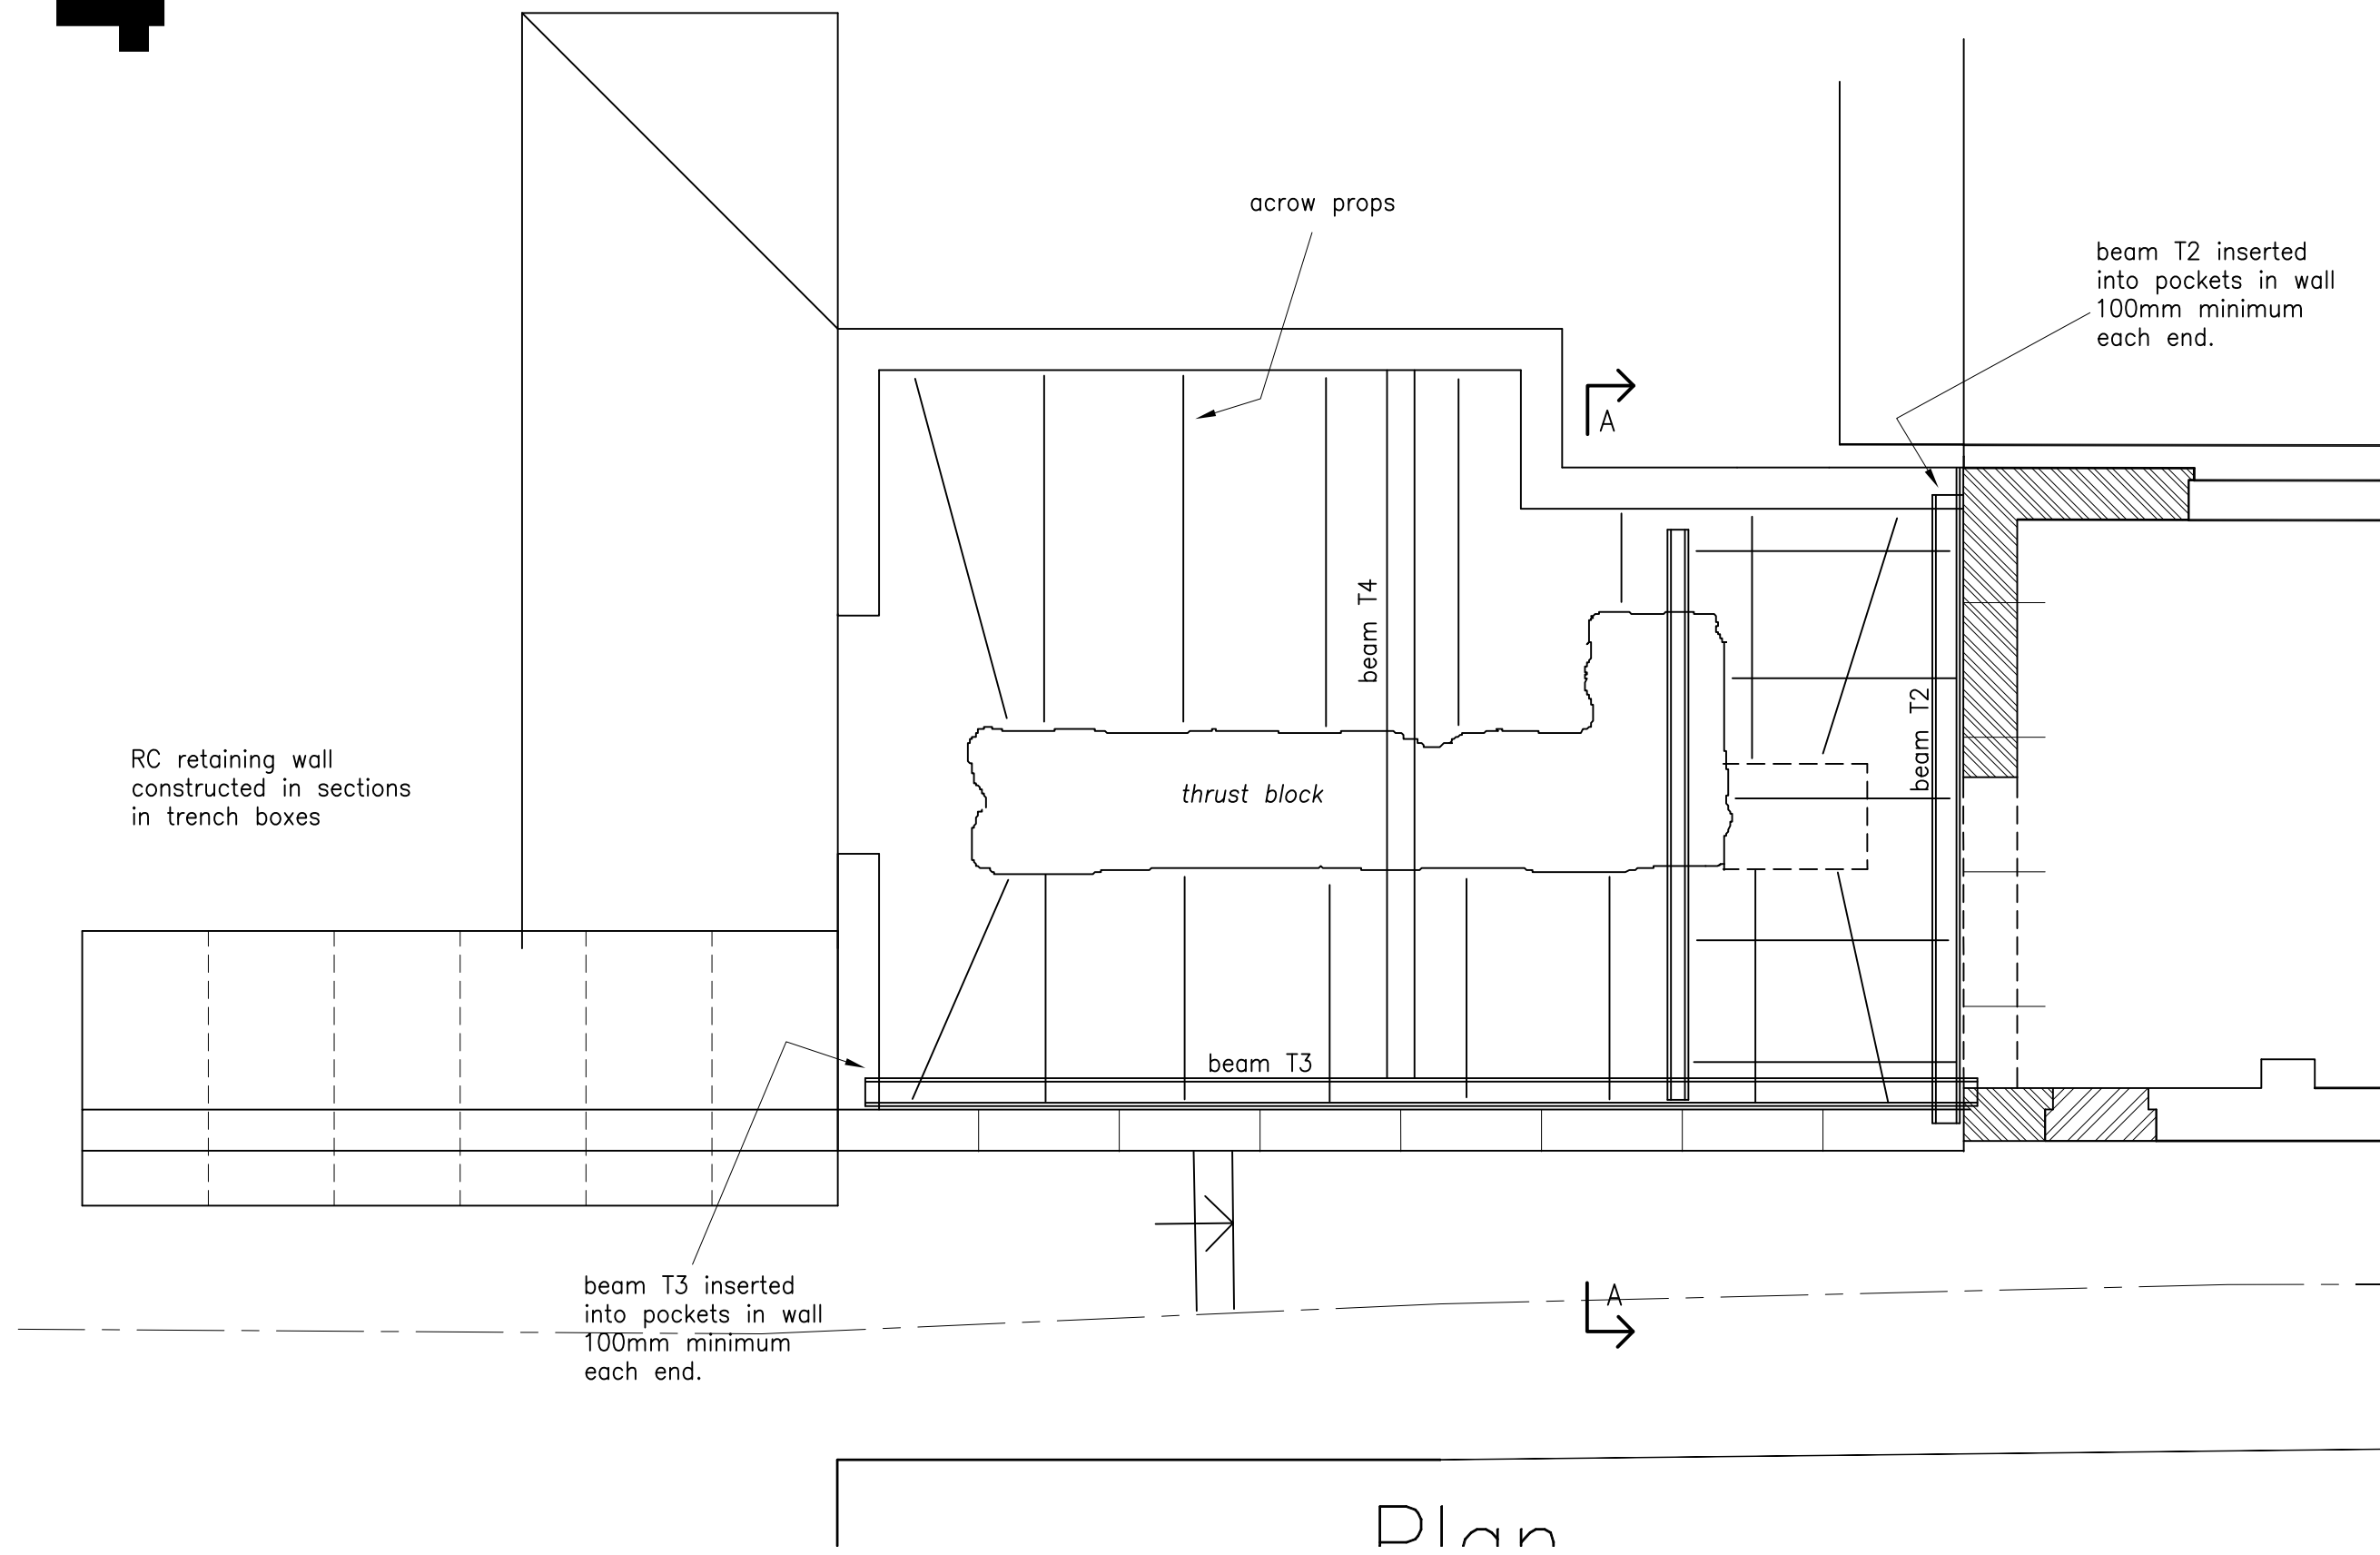 acrow props
beam T2 inserted
into pockets in wall
100mm minimum
each end.
A
beam T4
beam T2
RC retaining wall
constructed in sections
in trench boxes
thrust block
beam T3
beam T3 inserted
into pockets in wall
100mm minimum
each end.
A
Plan